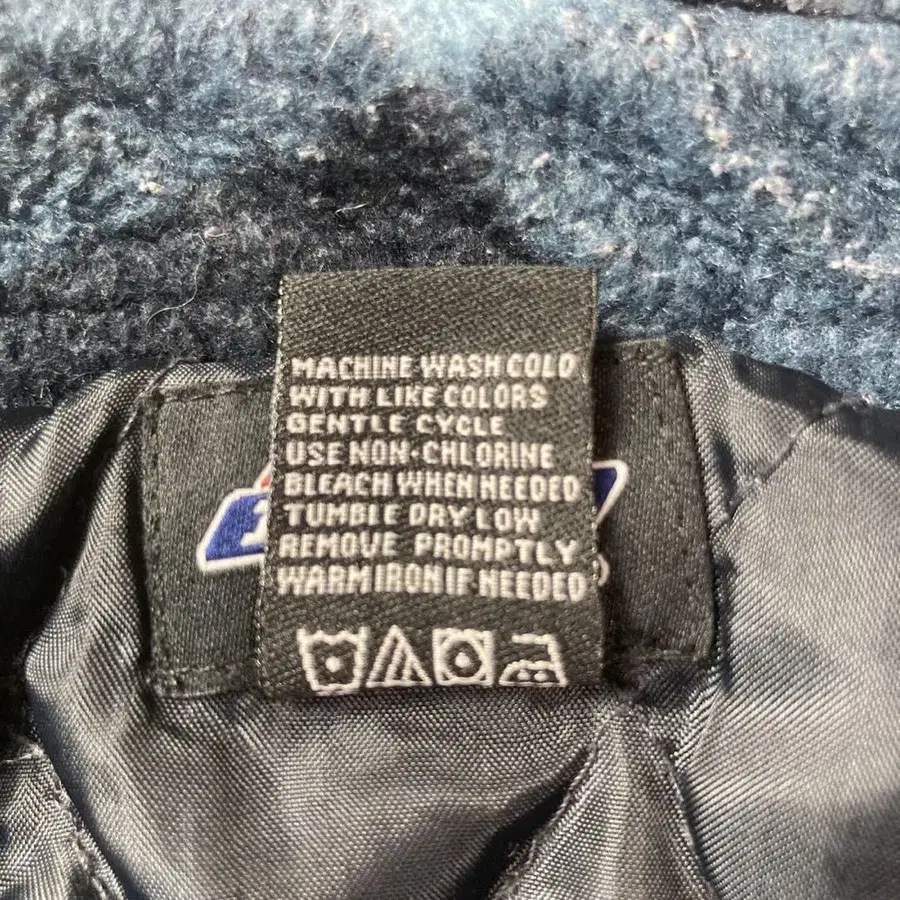 MACHINE WASH COLD
WITH LIKE COLORS
GENTLE CYCLE
USE NON-CHLORINE
BLEACH WHEN NEEDED
TUMBLE DRY LOW
REMOVE PROMPTLY
WARM IRON IF NEEDED